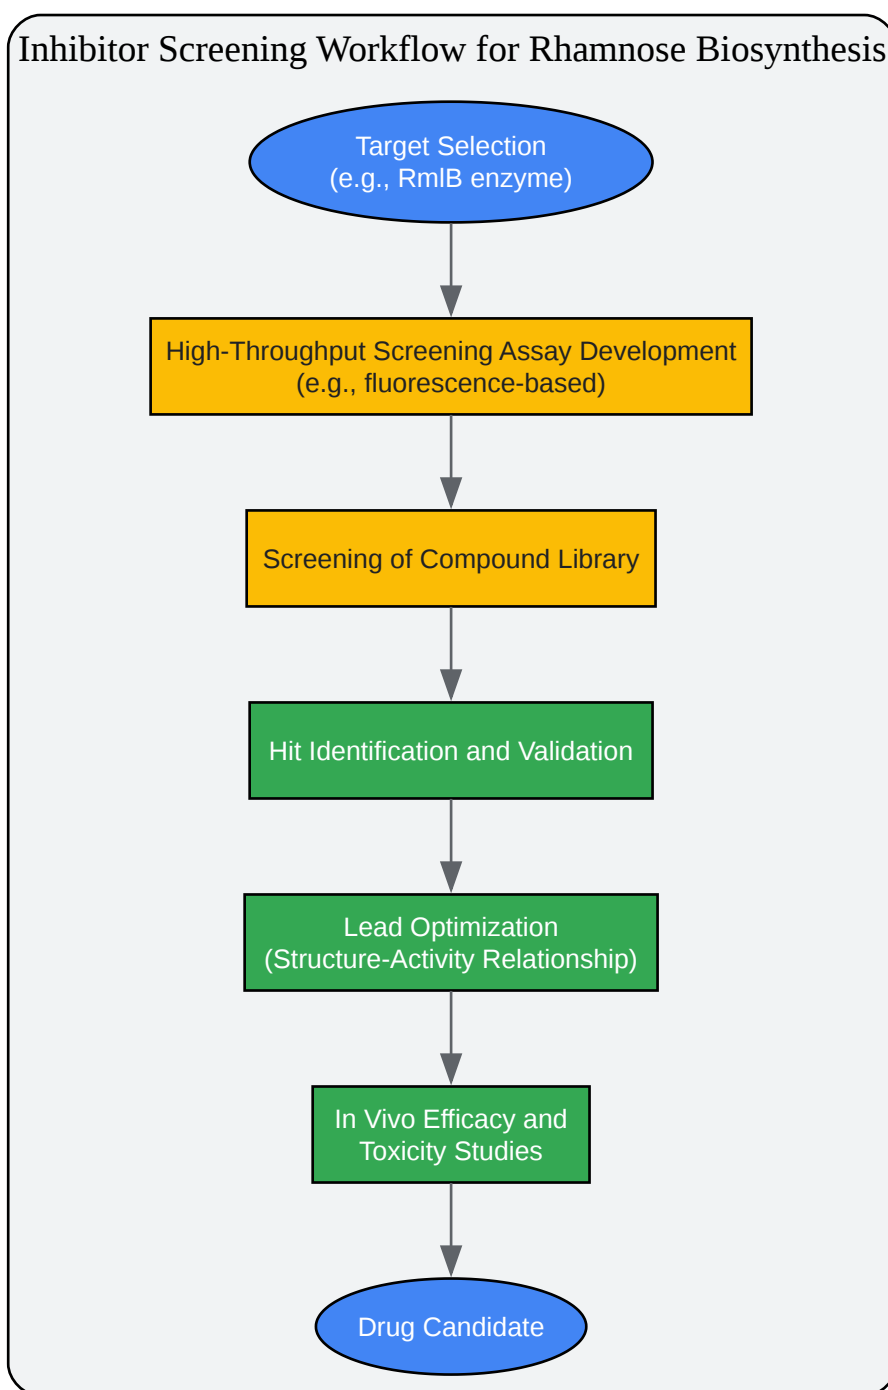 Inhibitor Screening Workflow for Rhamnose Biosynthesis
Target Selection
(e.g., RmlB enzyme)
High-Throughput Screening Assay Development
(e.g., fluorescence-based)
Screening of Compound Library
Hit Identification and Validation
Lead Optimization
(Structure-Activity Relationship)
In Vivo Efficacy and
Toxicity Studies
Drug Candidate